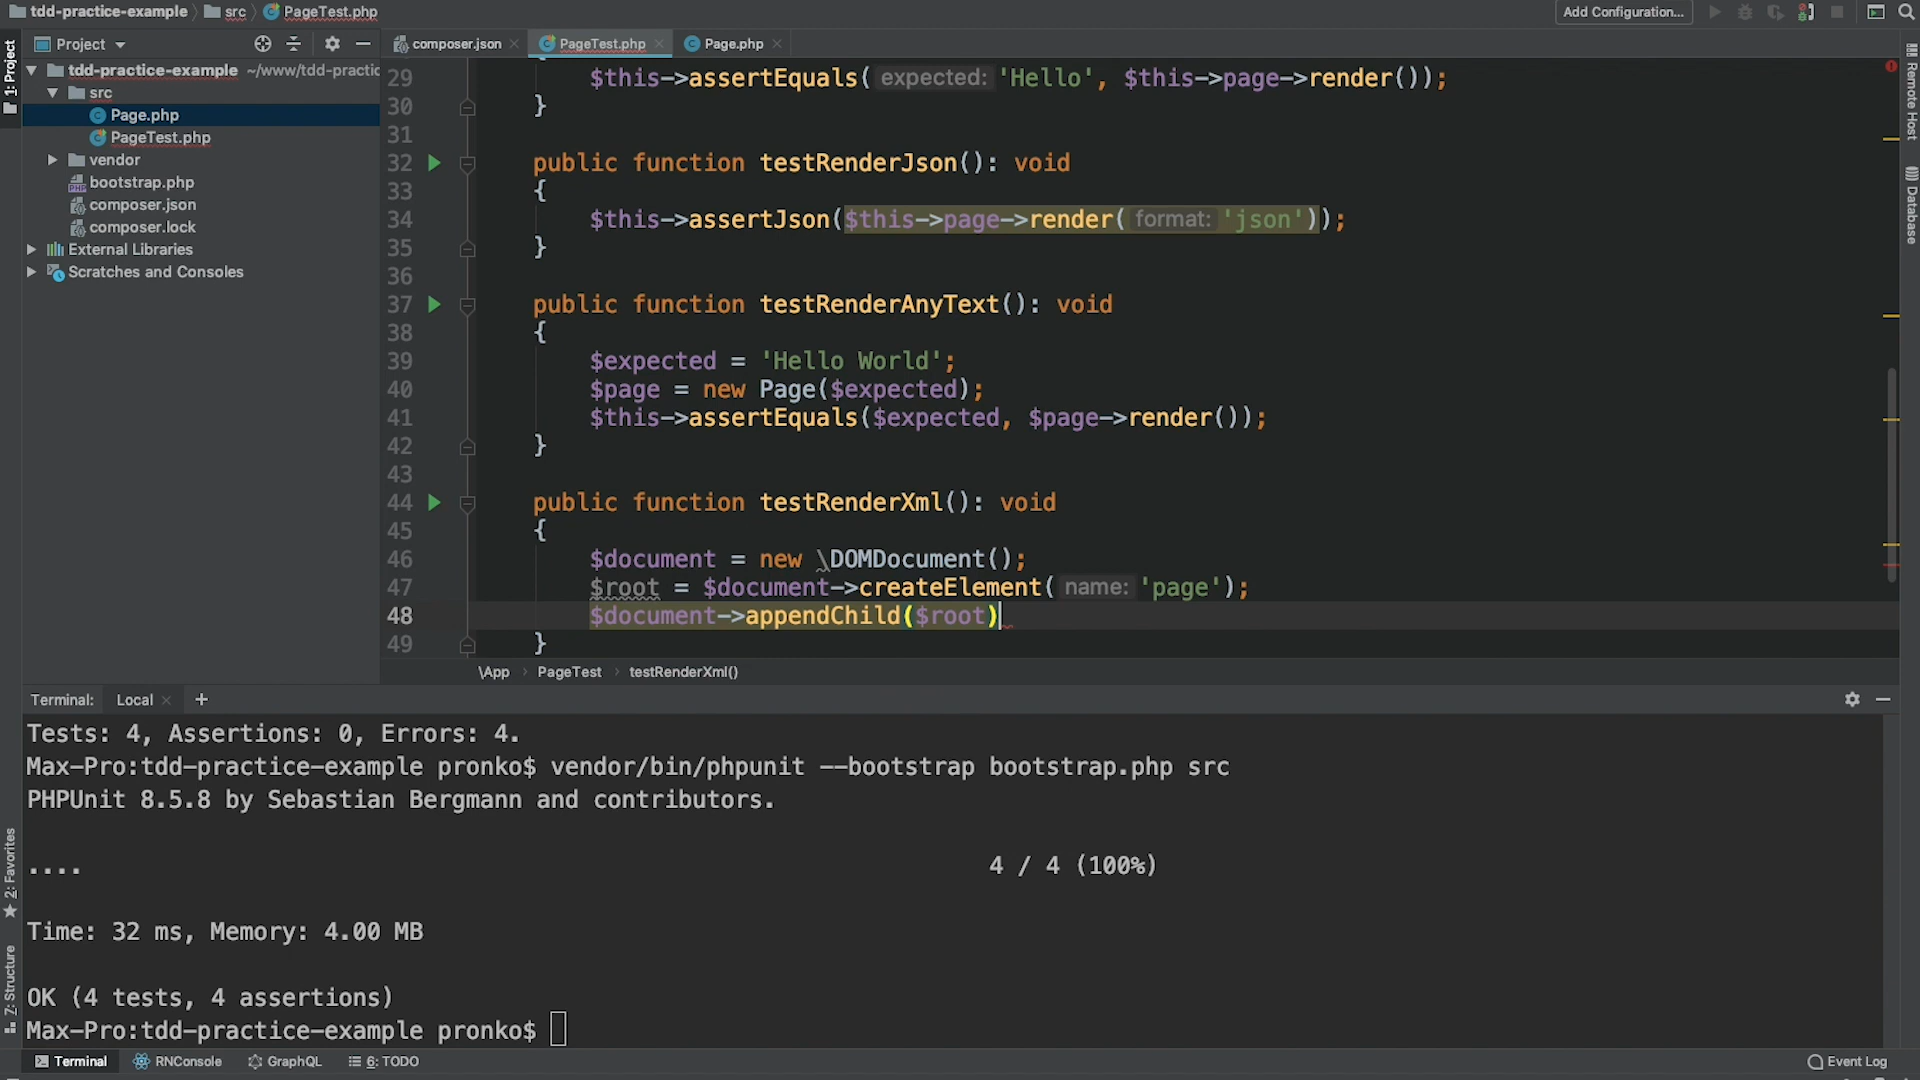 tdd-practice-example src PageTest.php
Add Configuration...
Project
composer.json PageTest.php Page.php
1: Project
tdd-practice-example ~/www/tdd-practic
src
Page.php
PageTest.php
vendor
bootstrap.php
composer.json
composer.lock
External Libraries
Scratches and Consoles
29 $this->assertEquals( expected: 'Hello', $this->page->render());
30 }
31
32 public function testRenderJson(): void
33 {
34 $this->assertJson($this->page->render( format: 'json'));
35 }
36
37 public function testRenderAnyText(): void
38 {
39 $expected = 'Hello World';
40 $page = new Page($expected);
41 $this->assertEquals($expected, $page->render());
42 }
43
44 public function testRenderXml(): void
45 {
46 $document = new \DOMDocument();
47 $root = $document->createElement( name: 'page');
48 $document->appendChild($root)
49 }
\App PageTest testRenderXml()
Remote Host
Database
Terminal: Local +
Tests: 4, Assertions: 0, Errors: 4.
Max-Pro:tdd-practice-example pronko$ vendor/bin/phpunit --bootstrap bootstrap.php src
PHPUnit 8.5.8 by Sebastian Bergmann and contributors.
.... 4 / 4 (100%)
Time: 32 ms, Memory: 4.00 MB
OK (4 tests, 4 assertions)
Max-Pro:tdd-practice-example pronko$
2: Favorites
Z: Structure
Terminal RNConsole GraphQL 6: TODO Event Log